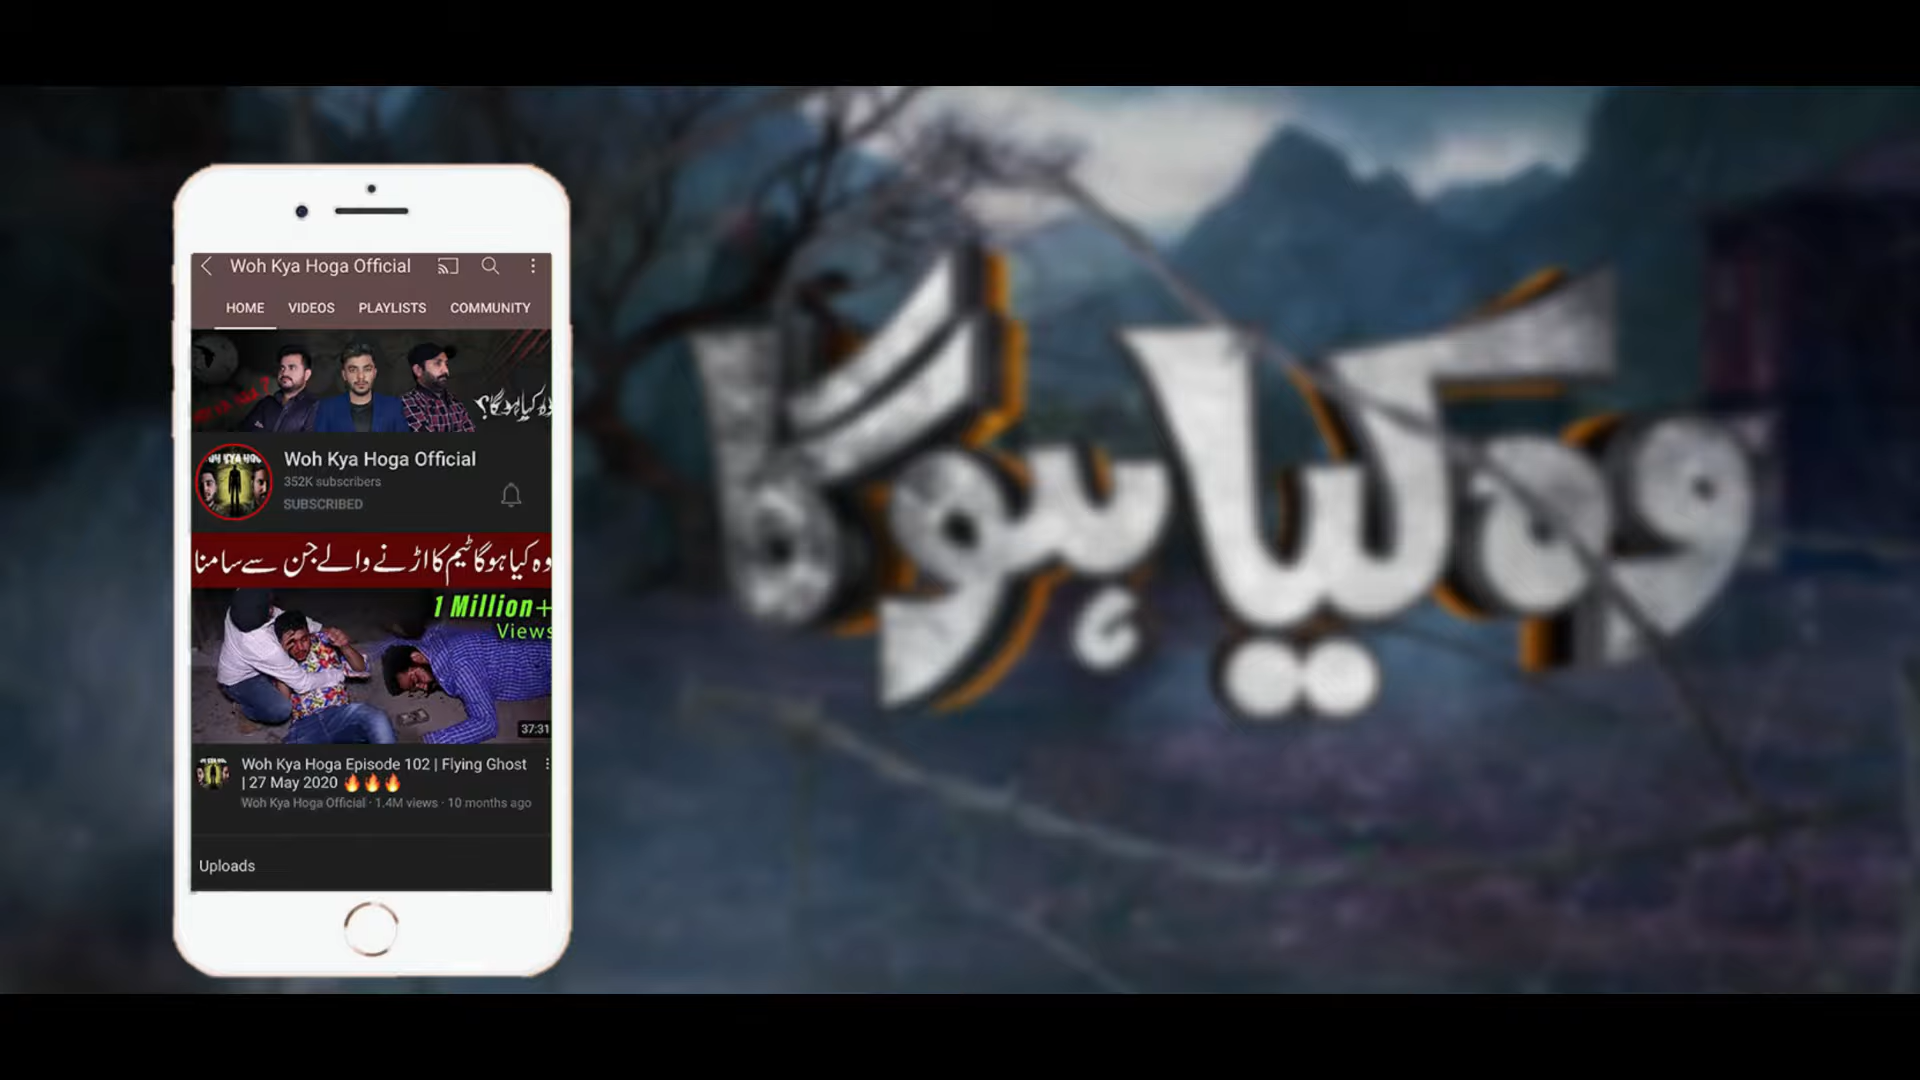 Woh Kya Hoga Official
HOME VIDEOS PLAYLISTS COMMUNITY
وہ کیا ہوگا؟
Woh Kya Hoga Official
352K subscribers
SUBSCRIBED
وہ کیا ہوگا ٹیم کا اڑنے والے جن سے سامنا
1 Million+
Views
37:31
Woh Kya Hoga Episode 102 | Flying Ghost
| 27 May 2020 🔥🔥🔥
Woh Kya Hoga Official · 1.4M views · 10 months ago
Uploads
وہ کیا ہوگا